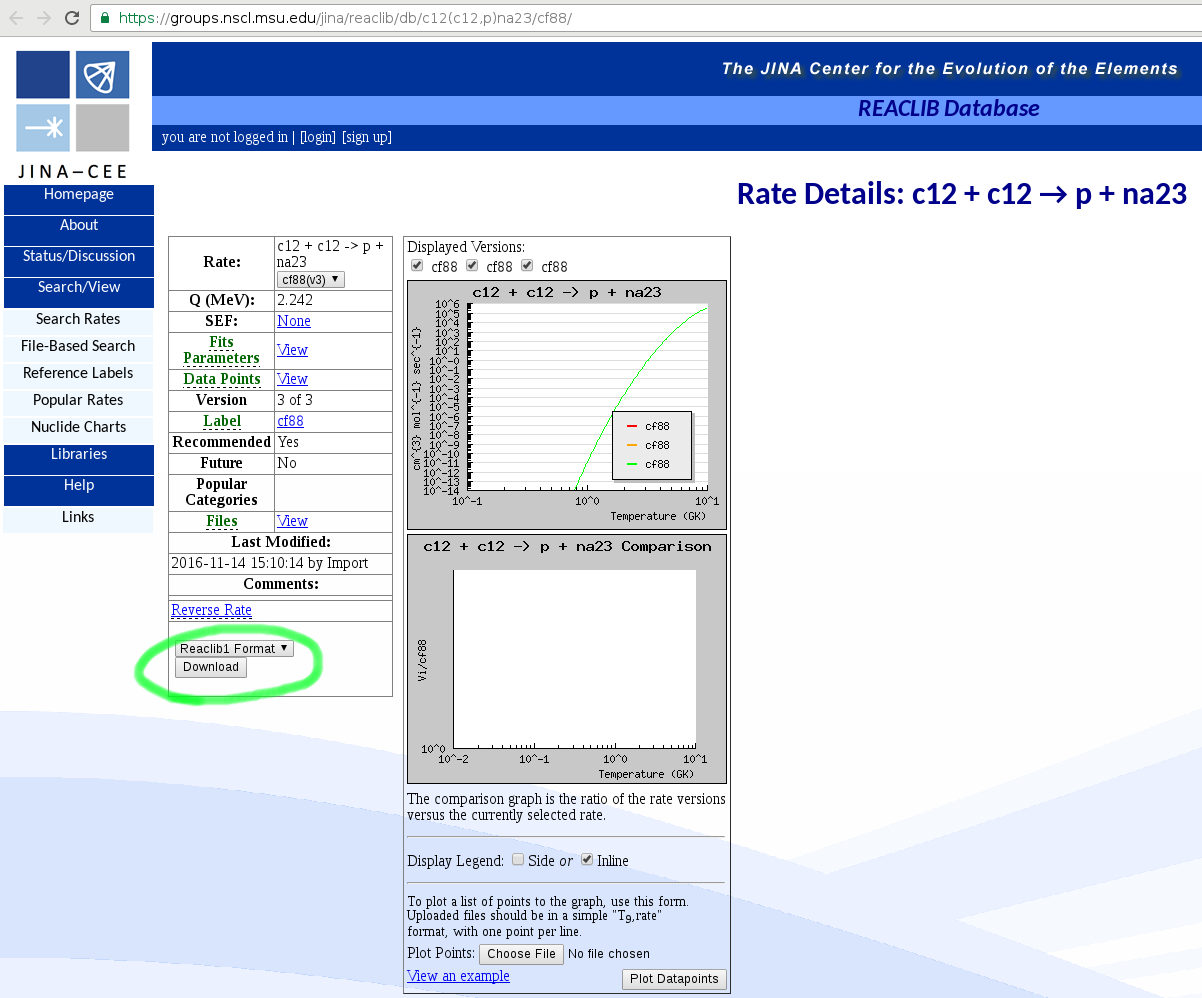 https://groups.nscl.msu.edu/jina/reaclib/db/c12(c12,p)na23/cf88/
The JINA Center for the Evolution of the Elements
REACLIB Database
you are not logged in | [login] [sign up]
JINA–CEE
Homepage
About
Status/Discussion
Search/View
Search Rates
File-Based Search
Reference Labels
Popular Rates
Nuclide Charts
Libraries
Help
Links
Rate Details: c12 + c12 → p + na23
Rate: c12 + c12 -> p +
na23
cf88(v3) ▼
Q (MeV): 2.242
SEF: None
Fits
Parameters View
Data Points View
Version 3 of 3
Label cf88
Recommended Yes
Future No
Popular
Categories
Files View
Last Modified:
2016-11-14 15:10:14 by Import
Comments:
Reverse Rate
Reaclib1 Format ▼
Download
Displayed Versions:
cf88 cf88 cf88
c12 + c12 -> p + na23
cm^{3} mol^{-1} sec^{-1}
10^6
10^5
10^4
10^3
10^2
10^1
10^-0
10^-1
10^-2
10^-3
10^-4
10^-5
10^-6
10^-7
10^-8
10^-9
10^-10
10^-11
10^-12
10^-13
10^-14
cf88
cf88
cf88
10^-1 10^0 10^1
Temperature (GK)
c12 + c12 -> p + na23 Comparison
Vi/cf88
10^0
10^-2 10^-1 10^0 10^1
Temperature (GK)
The comparison graph is the ratio of the rate versions
versus the currently selected rate.
Display Legend: Side or Inline
To plot a list of points to the graph, use this form.
Uploaded files should be in a simple "T9,rate"
format, with one point per line.
Plot Points: Choose File No file chosen
View an example Plot Datapoints